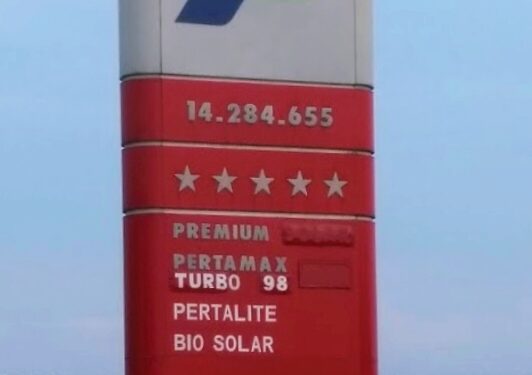 14.284.655
PREMIUM
PERTAMAX
TURBO 98
PERTALITE
BIO SOLAR